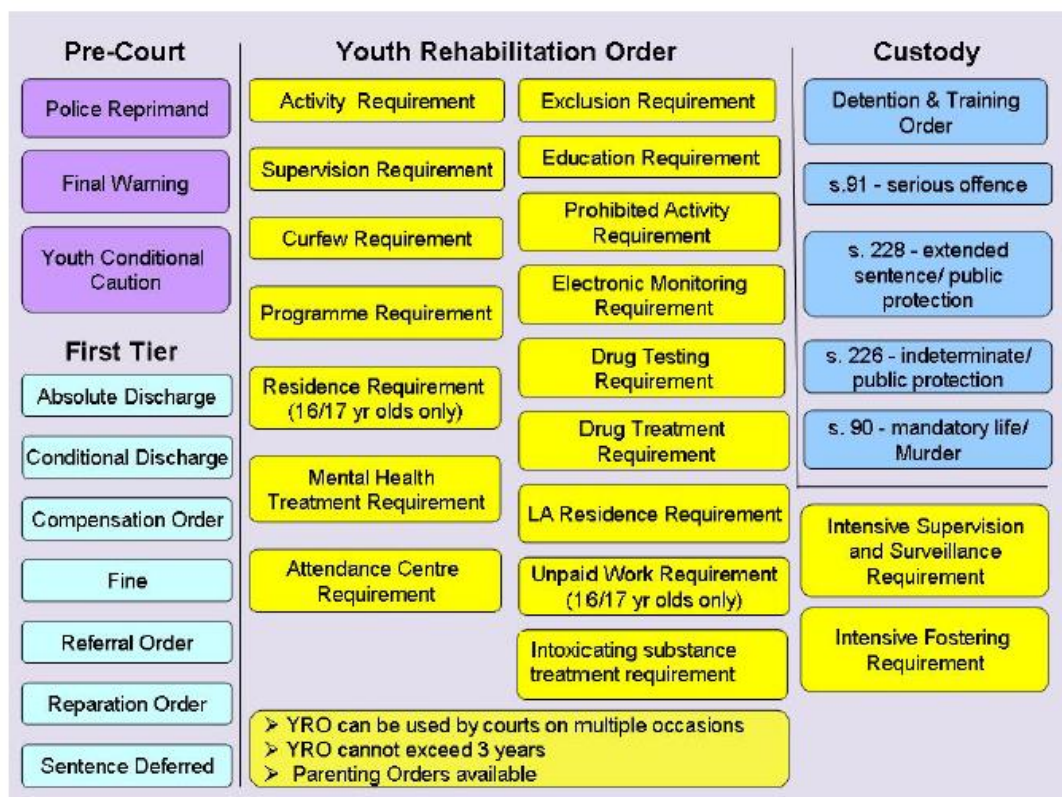 Pre-Court
Police Reprimand
Final Warning
Youth Conditional
Caution
First Tier
Absolute Discharge
Conditional Discharge
Compensation Order
Fine
Referral Order
Reparation Order
Sentence Deferred
Youth Rehabilitation Order
Activity Requirement
Supervision Requirement
Curfew Requirement
Programme Requirement
Residence Requirement
(16/17 yr olds only)
Mental Health
Treatment Requirement
Attendance Centre
Requirement
Exclusion Requirement
Education Requirement
Prohibited Activity
Requirement
Electronic Monitoring
Requirement
Drug Testing
Requirement
Drug Treatment
Requirement
LA Residence Requirement
Unpaid Work Requirement
(16/17 yr olds only)
Intoxicating substance
treatment requirement
➢ YRO can be used by courts on multiple occasions
➢ YRO cannot exceed 3 years
➢ Parenting Orders available
Custody
Detention & Training
Order
s.91 - serious offence
s. 228 - extended
sentence/ public
protection
s. 226 - indeterminate/
public protection
s. 90 - mandatory life/
Murder
Intensive Supervision
and Surveillance
Requirement
Intensive Fostering
Requirement